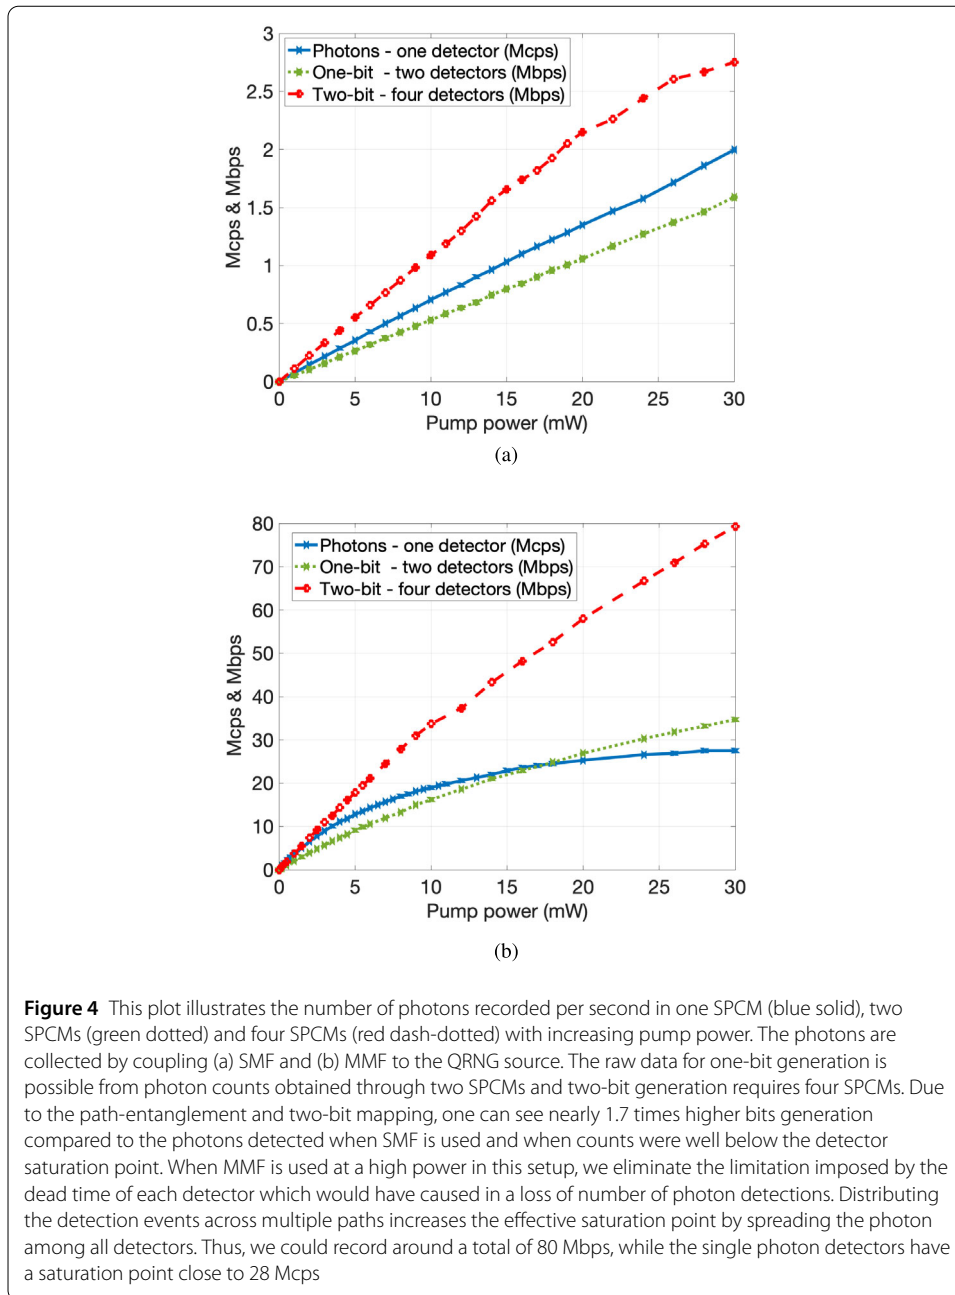 3
2.5
2
1.5
1
0.5
0
Mcps & Mbps
Photons - one detector (Mcps)
One-bit - two detectors (Mbps)
Two-bit - four detectors (Mbps)
0 5 10 15 20 25 30
Pump power (mW)
(a)
80
70
60
50
40
30
20
10
0
Mcps & Mbps
Photons - one detector (Mcps)
One-bit - two detectors (Mbps)
Two-bit - four detectors (Mbps)
0 5 10 15 20 25 30
Pump power (mW)
(b)
Figure 4 This plot illustrates the number of photons recorded per second in one SPCM (blue solid), two
SPCMs (green dotted) and four SPCMs (red dash-dotted) with increasing pump power. The photons are
collected by coupling (a) SMF and (b) MMF to the QRNG source. The raw data for one-bit generation is
possible from photon counts obtained through two SPCMs and two-bit generation requires four SPCMs. Due
to the path-entanglement and two-bit mapping, one can see nearly 1.7 times higher bits generation
compared to the photons detected when SMF is used and when counts were well below the detector
saturation point. When MMF is used at a high power in this setup, we eliminate the limitation imposed by the
dead time of each detector which would have caused in a loss of number of photon detections. Distributing
the detection events across multiple paths increases the effective saturation point by spreading the photon
among all detectors. Thus, we could record around a total of 80 Mbps, while the single photon detectors have
a saturation point close to 28 Mcps